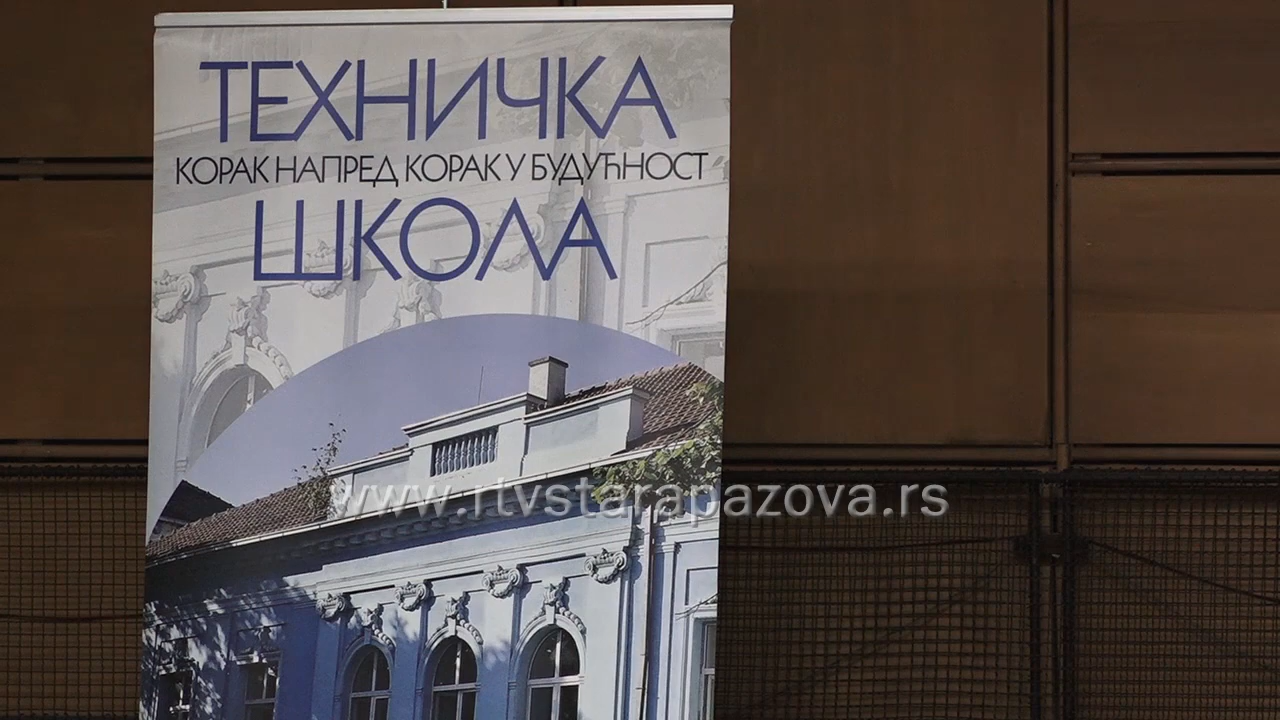 ТЕХНИЧКА
КОРАК НАПРЕД КОРАК У БУДУЋНОСТ
ШКОЛА
www.rtvstarapazova.rs